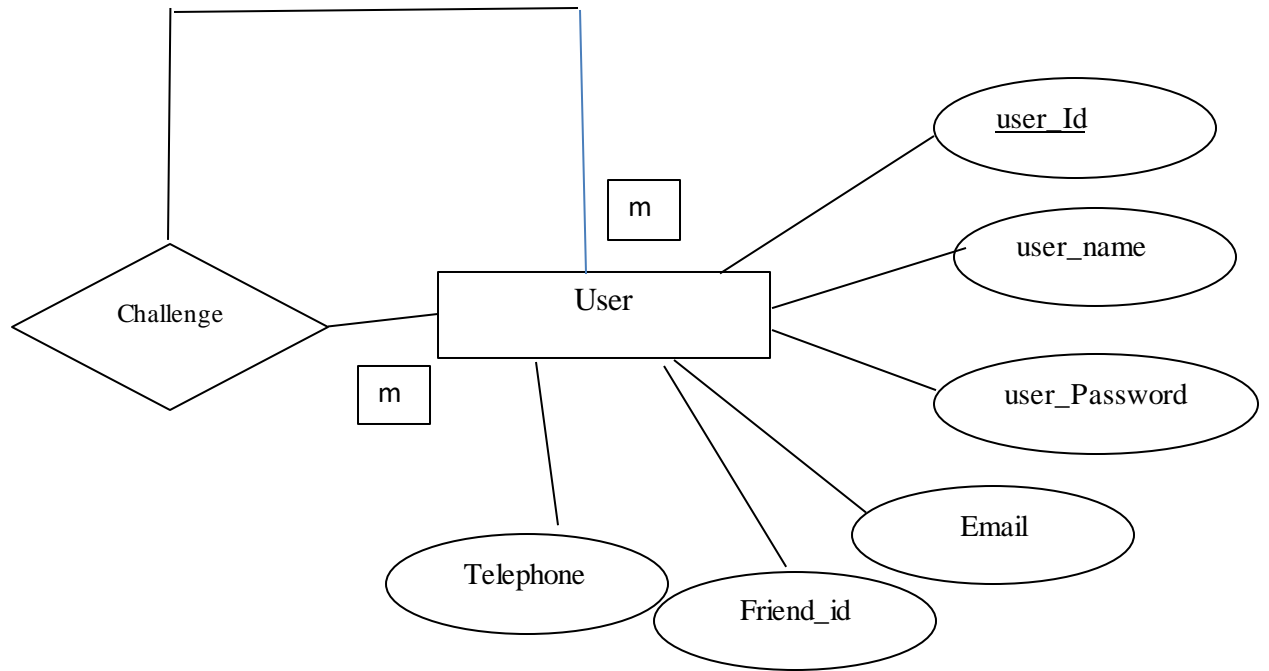 user_Id
m
user_name
User
Challenge
m
user_Password
Email
Telephone
Friend_id